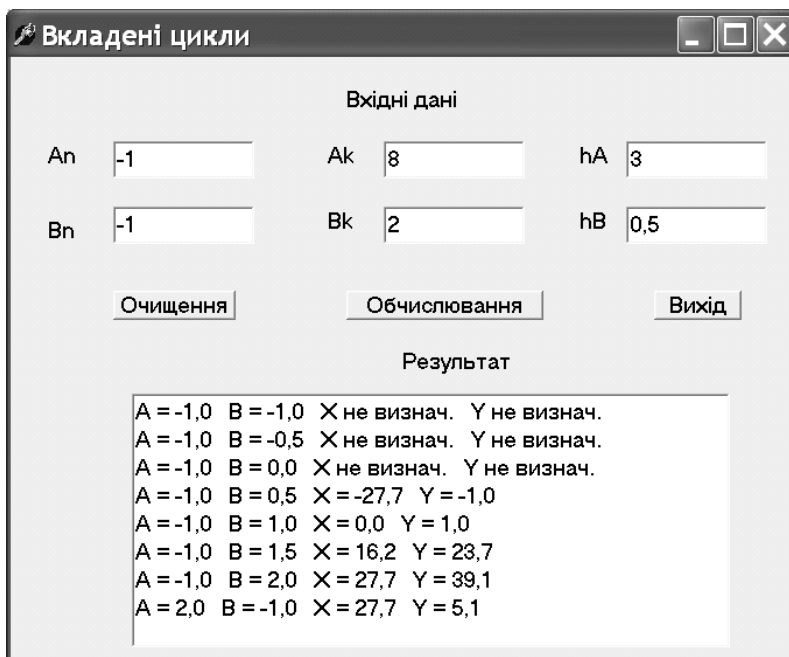 Вкладені цикли
Вхідні дані
An -1 Ak 8 hA 3
Bn -1 Bk 2 hB 0,5
Очищення Обчислювання Вихід
Результат
A = -1,0 B = -1,0 X не визнач. Y не визнач.
A = -1,0 B = -0,5 X не визнач. Y не визнач.
A = -1,0 B = 0,0 X не визнач. Y не визнач.
A = -1,0 B = 0,5 X = -27,7 Y = -1,0
A = -1,0 B = 1,0 X = 0,0 Y = 1,0
A = -1,0 B = 1,5 X = 16,2 Y = 23,7
A = -1,0 B = 2,0 X = 27,7 Y = 39,1
A = 2,0 B = -1,0 X = 27,7 Y = 5,1